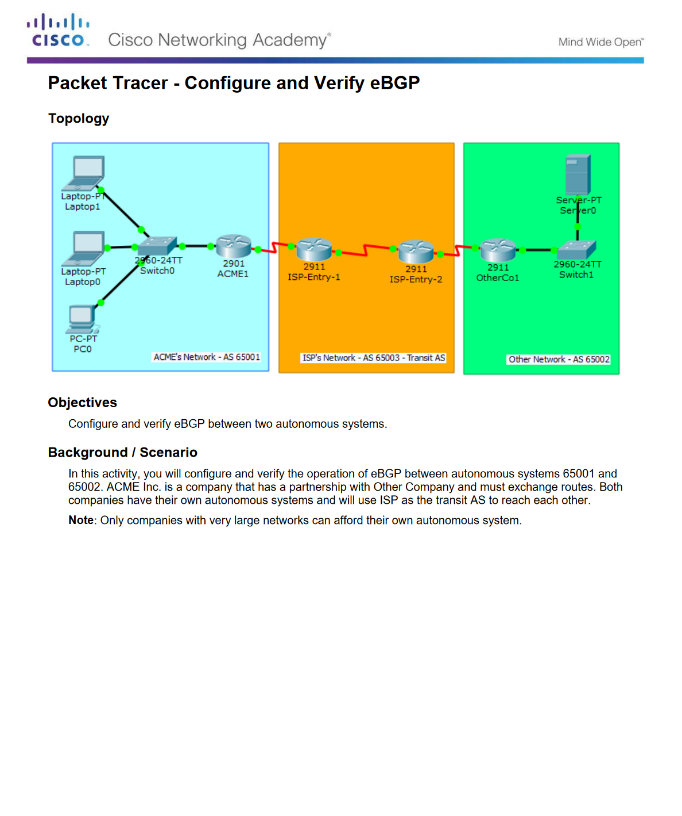 CISCO. Cisco Networking Academy® Mind Wide Open™
Packet Tracer - Configure and Verify eBGP
Topology
Laptop-PT
Laptop1
Laptop-PT
Laptop0
PC-PT
PC0
2960-24TT
Switch0
2901
ACME1
ACME's Network - AS 65001
2911
ISP-Entry-1
2911
ISP-Entry-2
ISP's Network - AS 65003 - Transit AS
Server-PT
Server0
2911
OtherCo1
2960-24TT
Switch1
Other Network - AS 65002
Objectives
Configure and verify eBGP between two autonomous systems.
Background / Scenario
In this activity, you will configure and verify the operation of eBGP between autonomous systems 65001 and
65002. ACME Inc. is a company that has a partnership with Other Company and must exchange routes. Both
companies have their own autonomous systems and will use ISP as the transit AS to reach each other.
Note: Only companies with very large networks can afford their own autonomous system.